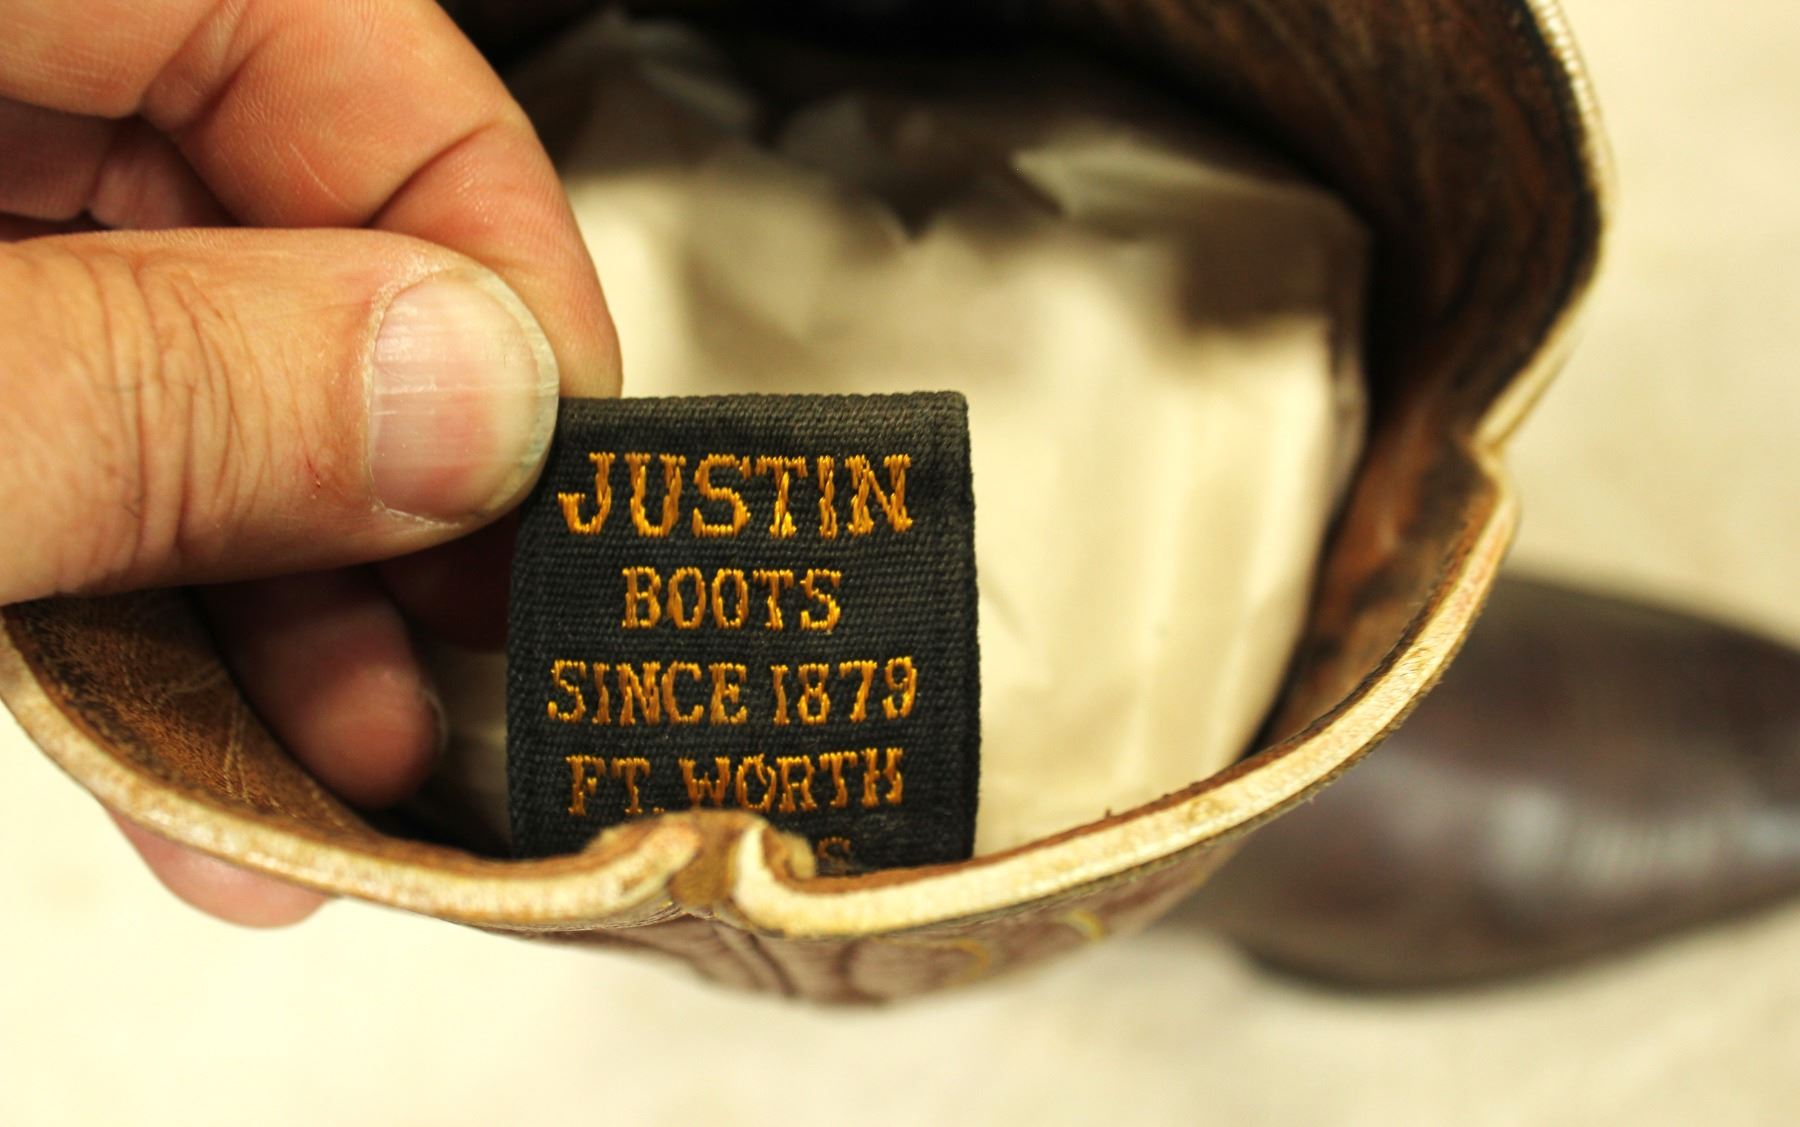 JUSTIN
BOOTS
SINCE 1879
FT. WORTH